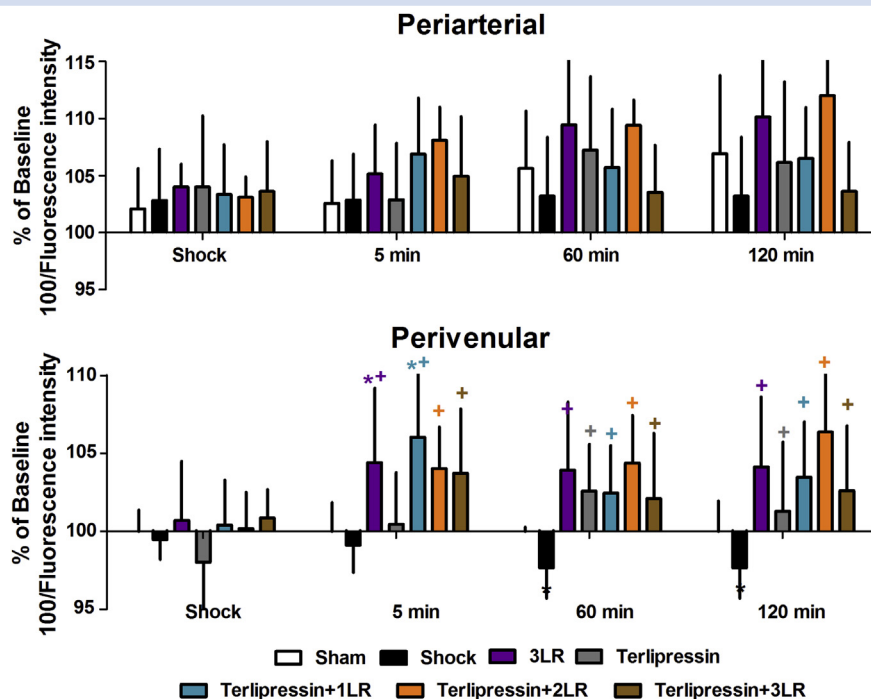 Periarterial
% of Baseline
100/Fluorescence intensity
115
110
105
100
95
Shock
5 min
60 min
120 min
Perivenular
% of Baseline
100/Fluorescence intensity
110
105
100
95
*+
*+
+
+
+
+
+
+
+
+
+
+
+
+
*
*
Shock
5 min
60 min
120 min
Sham Shock 3LR Terlipressin
Terlipressin+1LR Terlipressin+2LR Terlipressin+3LR